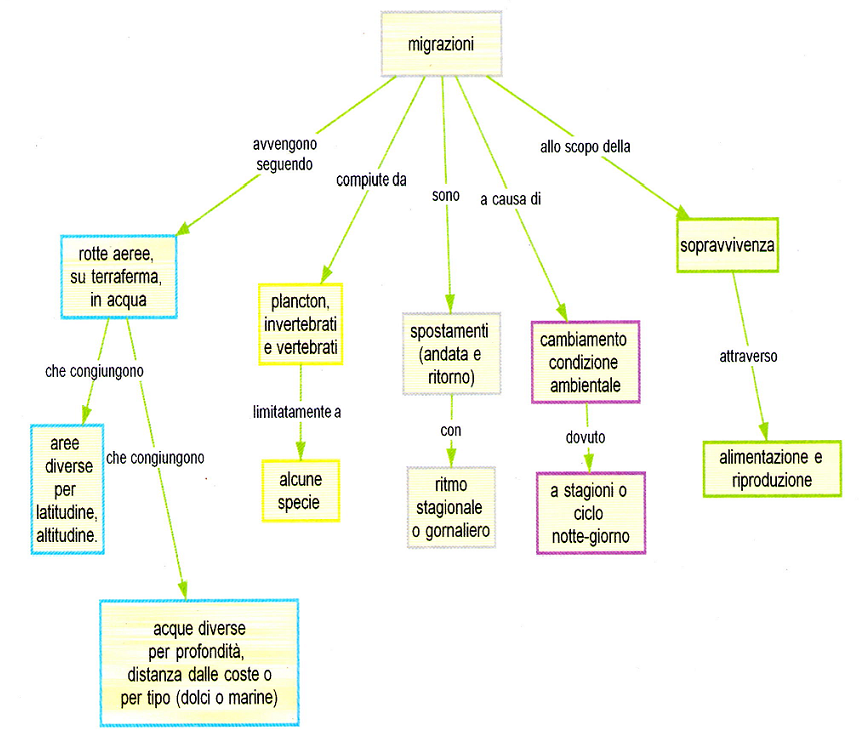 migrazioni
avvengono
seguendo
compiute da
sono
a causa di
allo scopo della
rotte aeree,
su terraferma,
in acqua
plancton,
invertebrati
e vertebrati
spostamenti
(andata e
ritorno)
cambiamento
condizione
ambientale
sopravvivenza
che congiungono
che congiungono
limitatamente a
con
dovuto
attraverso
aree
diverse
per
latitudine,
altitudine.
alcune
specie
ritmo
stagionale
o gornaliero
a stagioni o
ciclo
notte-giorno
alimentazione e
riproduzione
acque diverse
per profondità,
distanza dalle coste o
per tipo (dolci o marine)